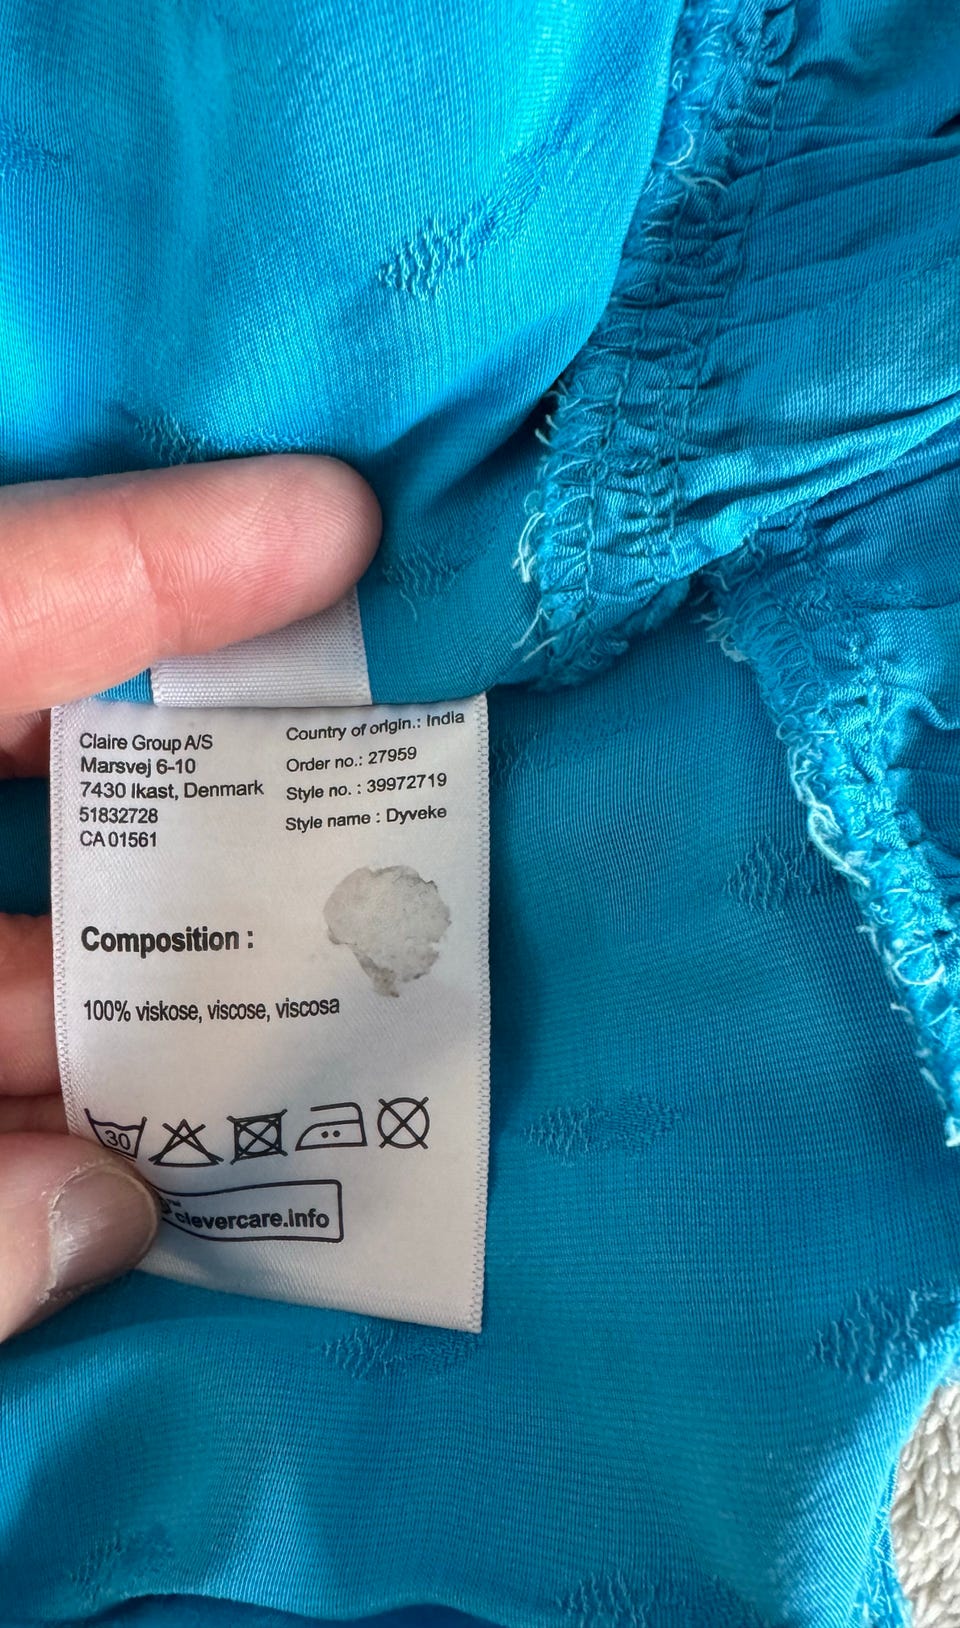 Claire Group A/S
Marsvej 6-10
7430 Ikast, Denmark
51832728
CA 01561
Country of origin.: India
Order no.: 27959
Style no. : 39972719
Style name : Dyveke
Composition :
100% viskose, viscose, viscosa
30
clevercare.info